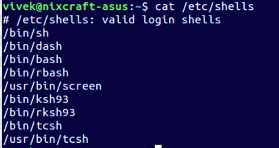 vivek@nixcraft-asus:~$ cat /etc/shells
# /etc/shells: valid login shells
/bin/sh
/bin/dash
/bin/bash
/bin/rbash
/usr/bin/screen
/bin/ksh93
/bin/rksh93
/bin/tcsh
/usr/bin/tcsh